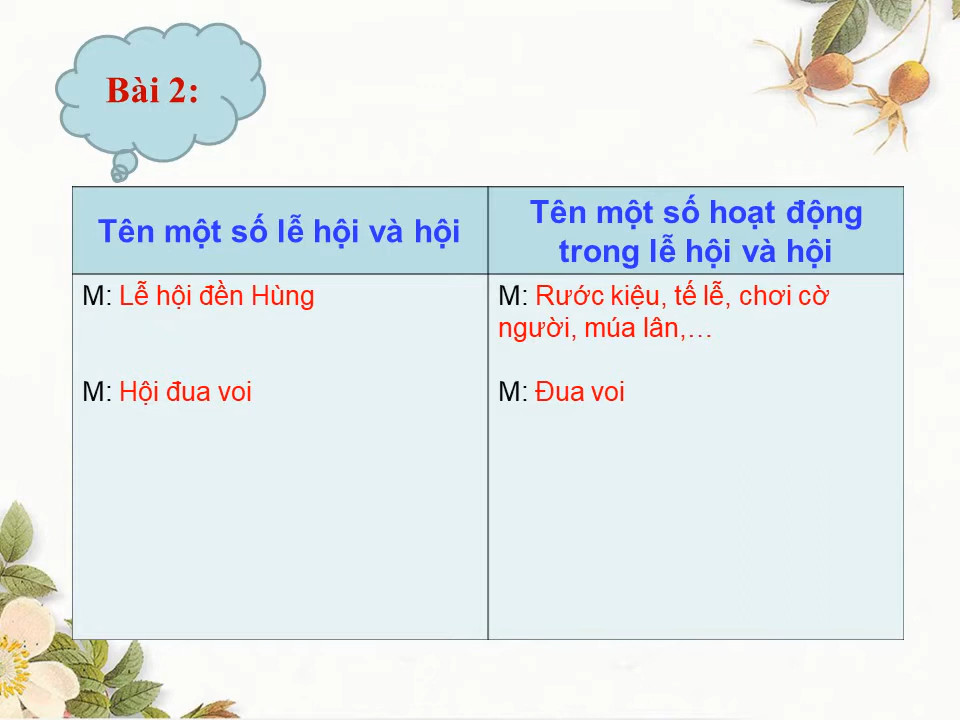 Bài 2:
Tên một số lễ hội và hội
Tên một số hoạt động
trong lễ hội và hội
M: Lễ hội đền Hùng
M: Hội đua voi
M: Rước kiệu, tế lễ, chơi cờ
người, múa lân,…
M: Đua voi